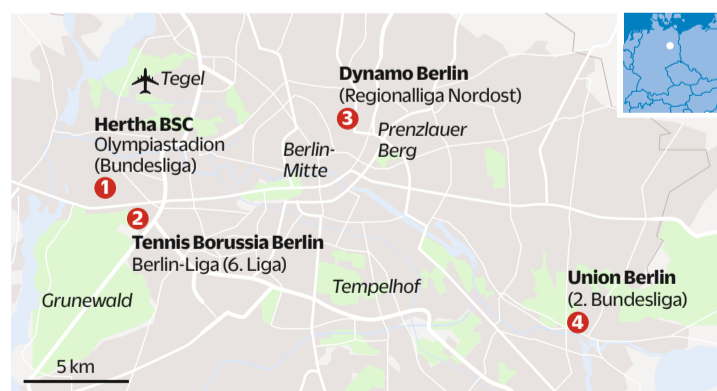 Tegel
Hertha BSC
Olympiastadion
(Bundesliga)
1
2
Tennis Borussia Berlin
Berlin-Liga (6. Liga)
Dynamo Berlin
(Regionalliga Nordost)
3
Prenzlauer
Berg
Berlin-
Mitte
Grunewald
Tempelhof
Union Berlin
(2. Bundesliga)
4
5 km